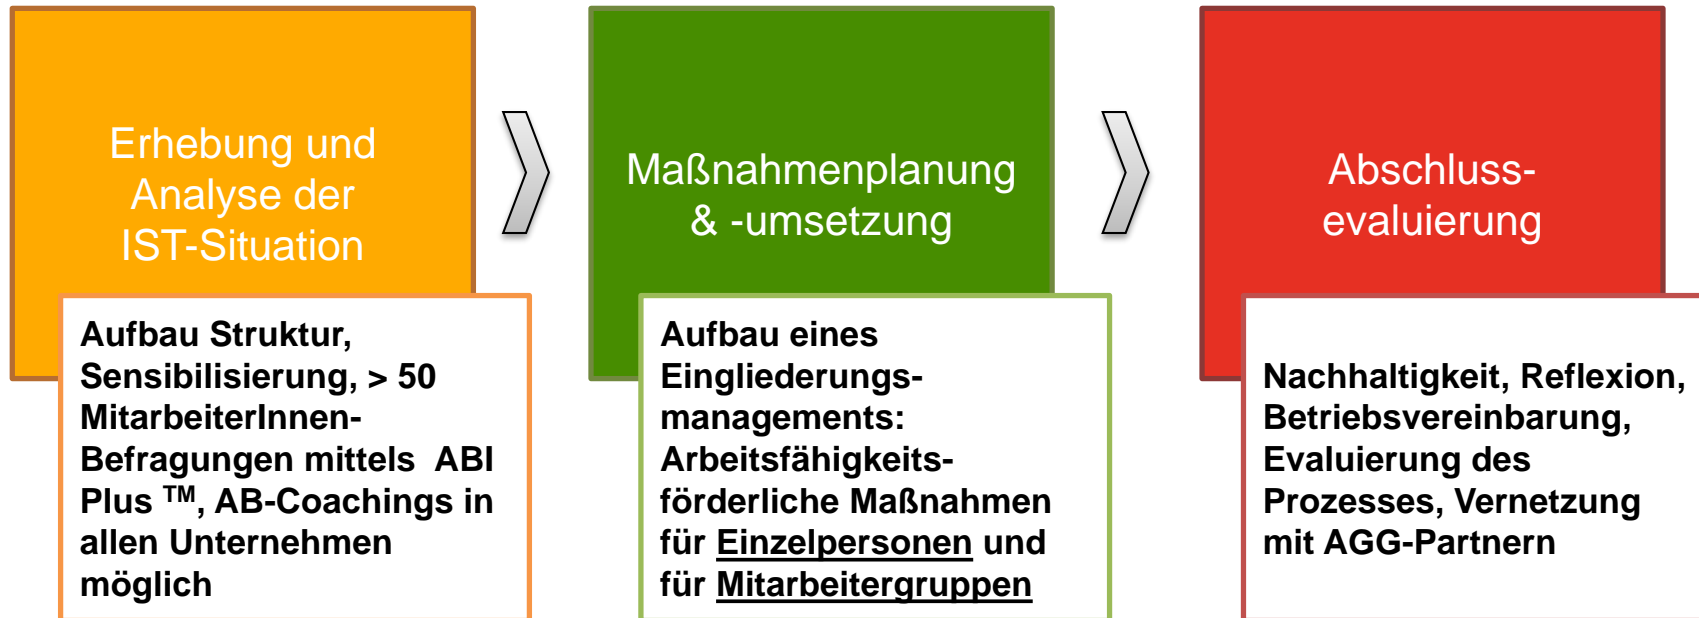 Erhebung und
Analyse der
IST-Situation
Aufbau Struktur,
Sensibilisierung, > 50
MitarbeiterInnen-
Befragungen mittels ABI
Plus ™, AB-Coachings in
allen Unternehmen
möglich
Maßnahmenplanung
& -umsetzung
Aufbau eines
Eingliederungs-
managements:
Arbeitsfähigkeits-
förderliche Maßnahmen
für Einzelpersonen und
für Mitarbeitergruppen
Abschluss-
evaluierung
Nachhaltigkeit, Reflexion,
Betriebsvereinbarung,
Evaluierung des
Prozesses, Vernetzung
mit AGG-Partnern